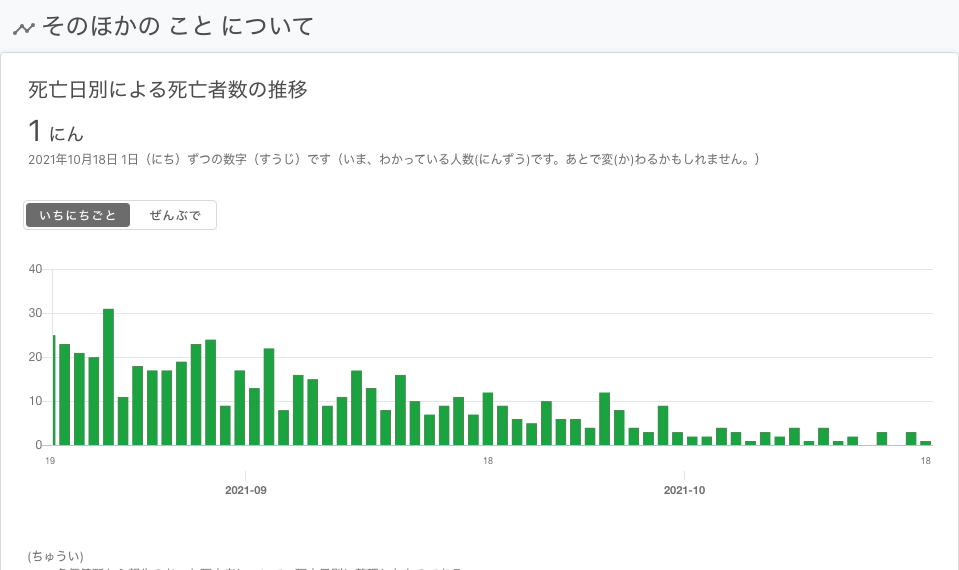 そのほかの こと について
死亡日別による死亡者数の推移
1 にん
2021年10月18日 1日（にち）ずつの数字（すうじ）です（いま、わかっている人数(にんずう)です。あとで変(か)わるかもしれません。）
いちにちごと ぜんぶで
40
30
20
10
0
19 18 18
2021-09 2021-10
(ちゅうい)